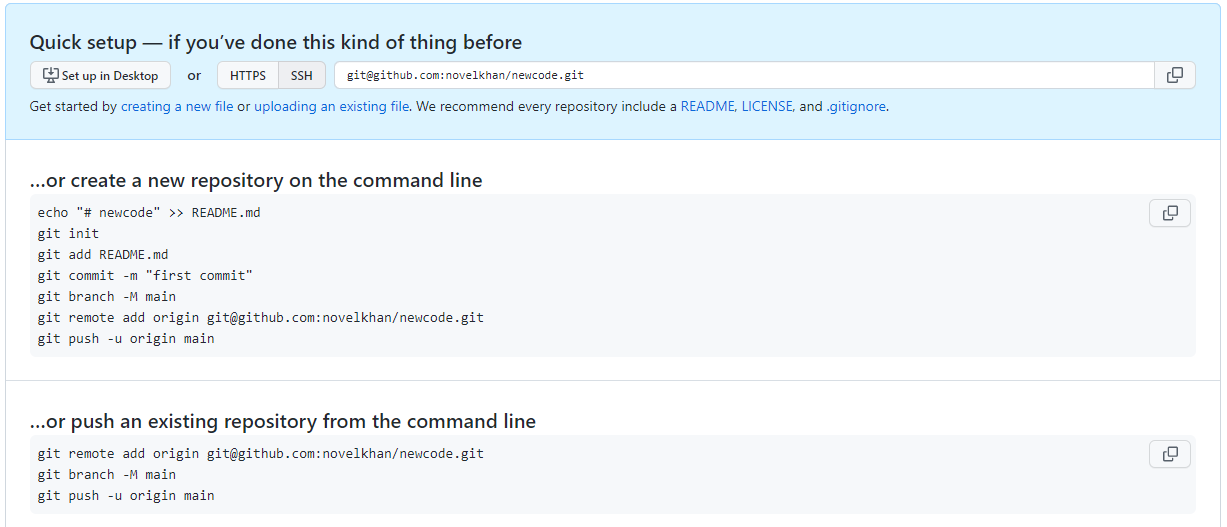 Quick setup — if you’ve done this kind of thing before
Set up in Desktop or HTTPS SSH git@github.com:novelkhan/newcode.git
Get started by creating a new file or uploading an existing file. We recommend every repository include a README, LICENSE, and .gitignore.
…or create a new repository on the command line
echo "# newcode" >> README.md
git init
git add README.md
git commit -m "first commit"
git branch -M main
git remote add origin git@github.com:novelkhan/newcode.git
git push -u origin main
…or push an existing repository from the command line
git remote add origin git@github.com:novelkhan/newcode.git
git branch -M main
git push -u origin main